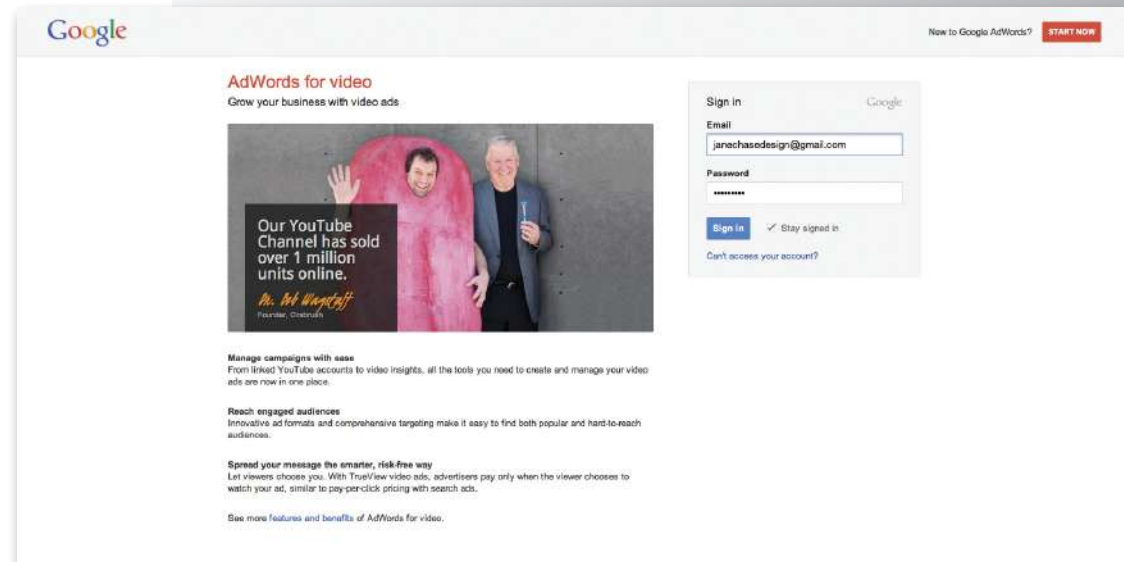 Google
New to Google AdWords?
START NOW
AdWords for video
Grow your business with video ads
Our YouTube
Channel has sold
over 1 million
units online.
Dr. Bob Wagstaff
Founder, Orabrush
Manage campaigns with ease
From linked YouTube accounts to video insights, all the tools you need to create and manage your video
ads are now in one place.
Reach engaged audiences
Innovative ad formats and comprehensive targeting make it easy to find both popular and hard-to-reach
audiences.
Spread your message the smarter, risk-free way
Let viewers choose you. With TrueView video ads, advertisers pay only when the viewer chooses to
watch your ad, similar to pay-per-click pricing with search ads.
See more features and benefits of AdWords for video.
Sign in
Google
Email
janechasedesign@gmail.com
Password
•••••••••
Sign in
Stay signed in
Can't access your account?